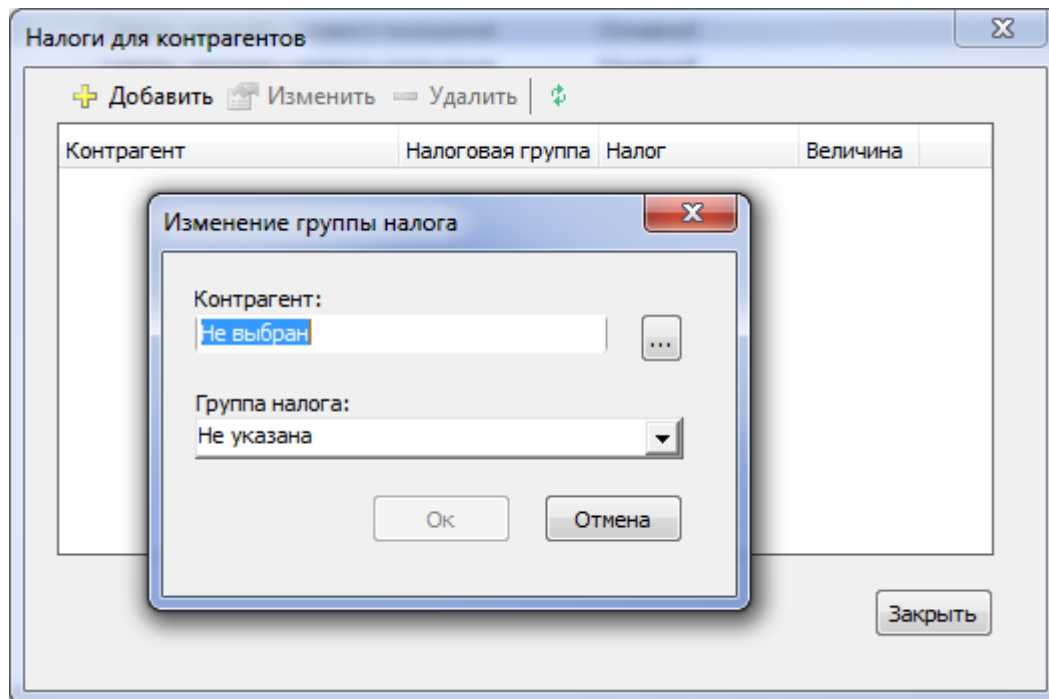 Налоги для контрагентов
Добавить Изменить Удалить
Контрагент Налоговая группа Налог Величина
Изменение группы налога
Контрагент:
Не выбран
...
Группа налога:
Не указана
Ок Отмена
Закрыть